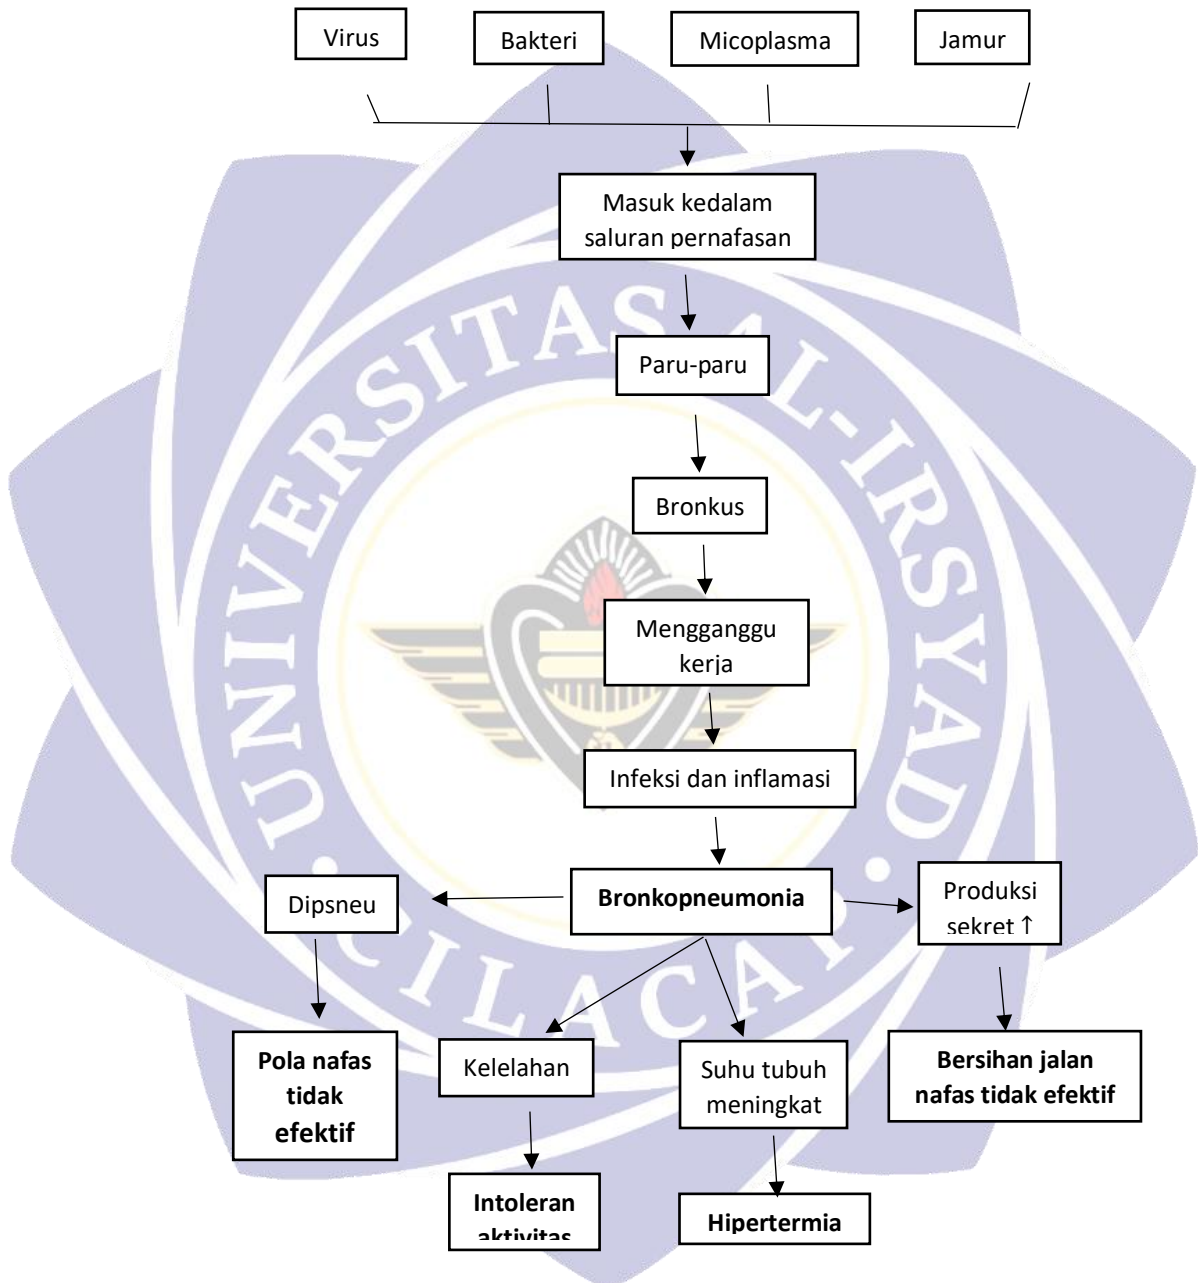 Virus
Bakteri
Micoplasma
Jamur
Masuk kedalam
saluran pernafasan
Paru-paru
Bronkus
Mengganggu
kerja
Infeksi dan inflamasi
Bronkopneumonia
Dipsneu
Produksi
sekret ↑
Pola nafas
tidak
efektif
Kelelahan
Suhu tubuh
meningkat
Bersihan jalan
nafas tidak efektif
Intoleran
aktivitas
Hipertermia
UNIVERSITAS AL-IRSYAD
CILACAP